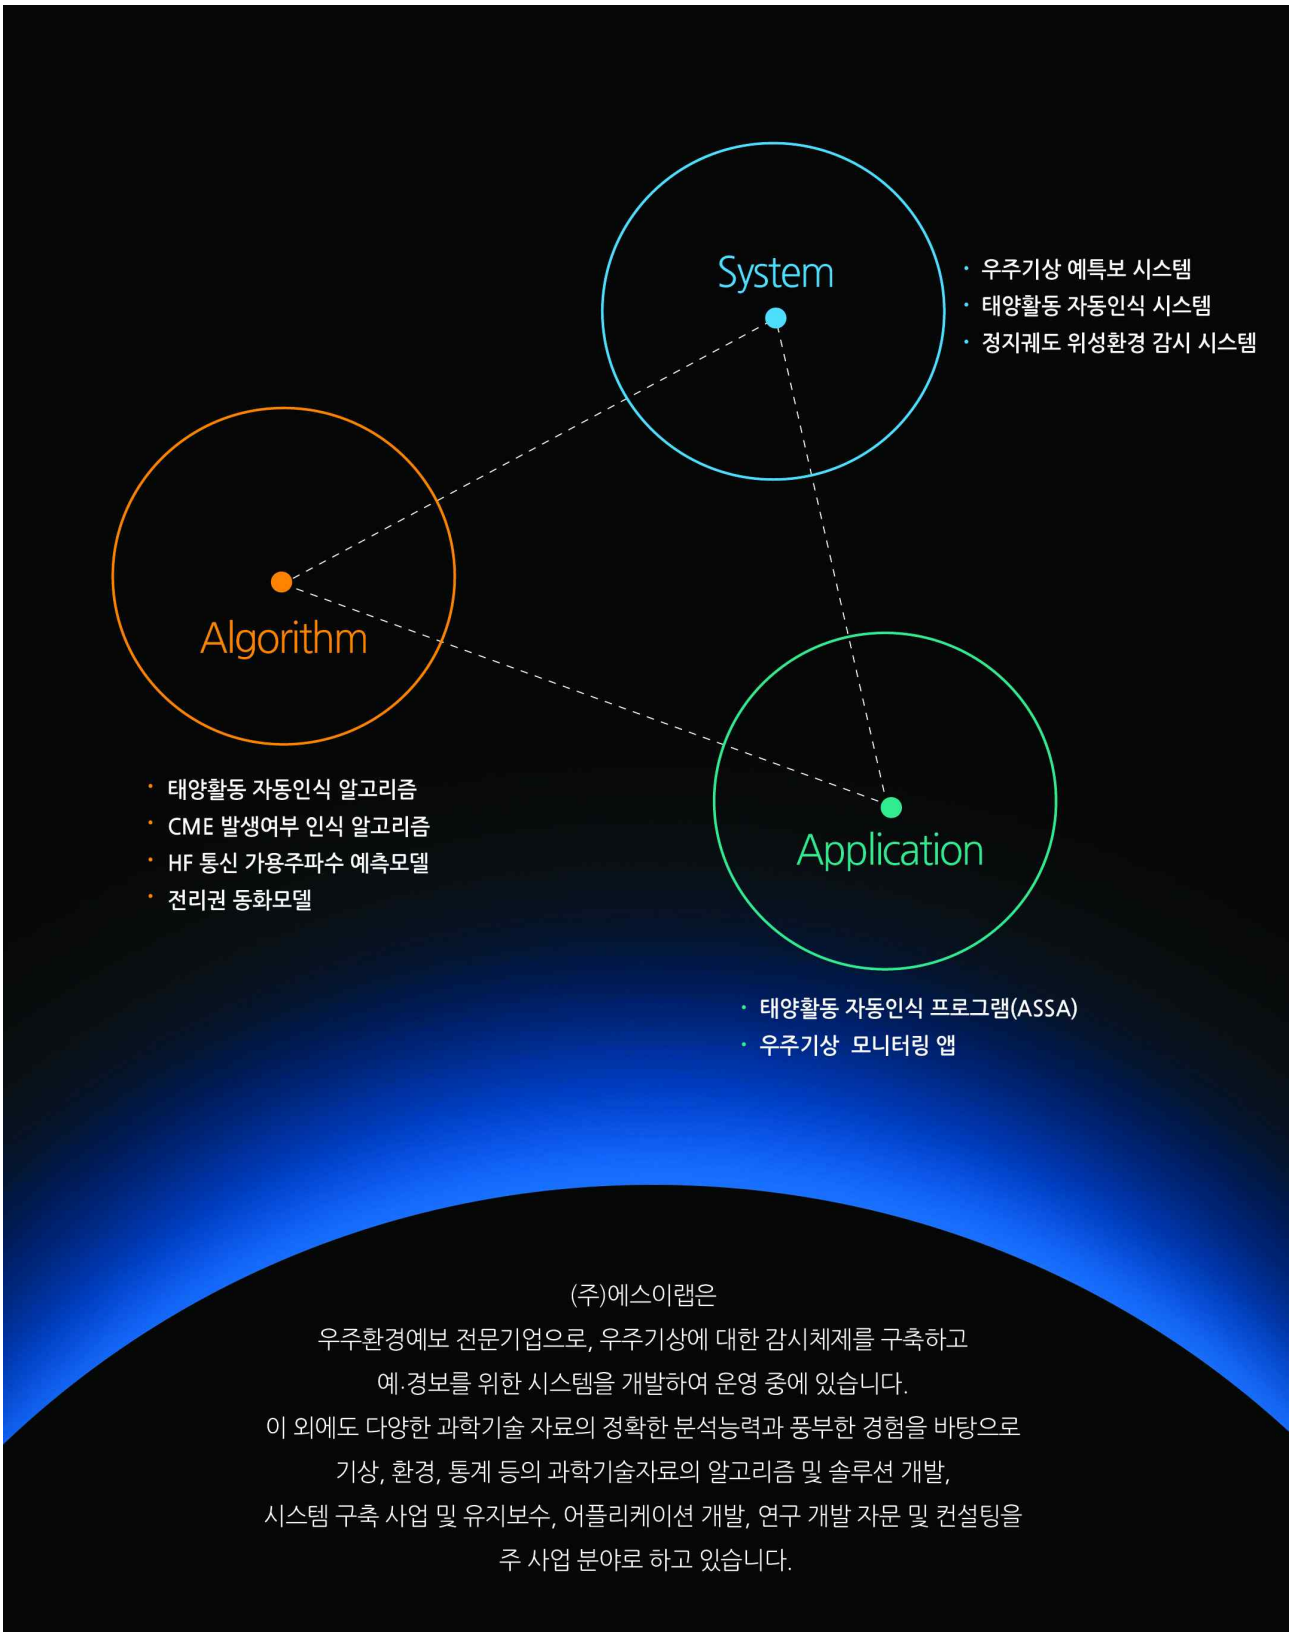 System
· 우주기상 예특보 시스템
· 태양활동 자동인식 시스템
· 정지궤도 위성환경 감시 시스템
Algorithm
· 태양활동 자동인식 알고리즘
· CME 발생여부 인식 알고리즘
· HF 통신 가용주파수 예측모델
· 전리권 동화모델
Application
· 태양활동 자동인식 프로그램(ASSA)
· 우주기상 모니터링 앱
(주)에스이랩은
우주환경예보 전문기업으로, 우주기상에 대한 감시체제를 구축하고
예·경보를 위한 시스템을 개발하여 운영 중에 있습니다.
이 외에도 다양한 과학기술 자료의 정확한 분석능력과 풍부한 경험을 바탕으로
기상, 환경, 통계 등의 과학기술자료의 알고리즘 및 솔루션 개발,
시스템 구축 사업 및 유지보수, 어플리케이션 개발, 연구 개발 자문 및 컨설팅을
주 사업 분야로 하고 있습니다.